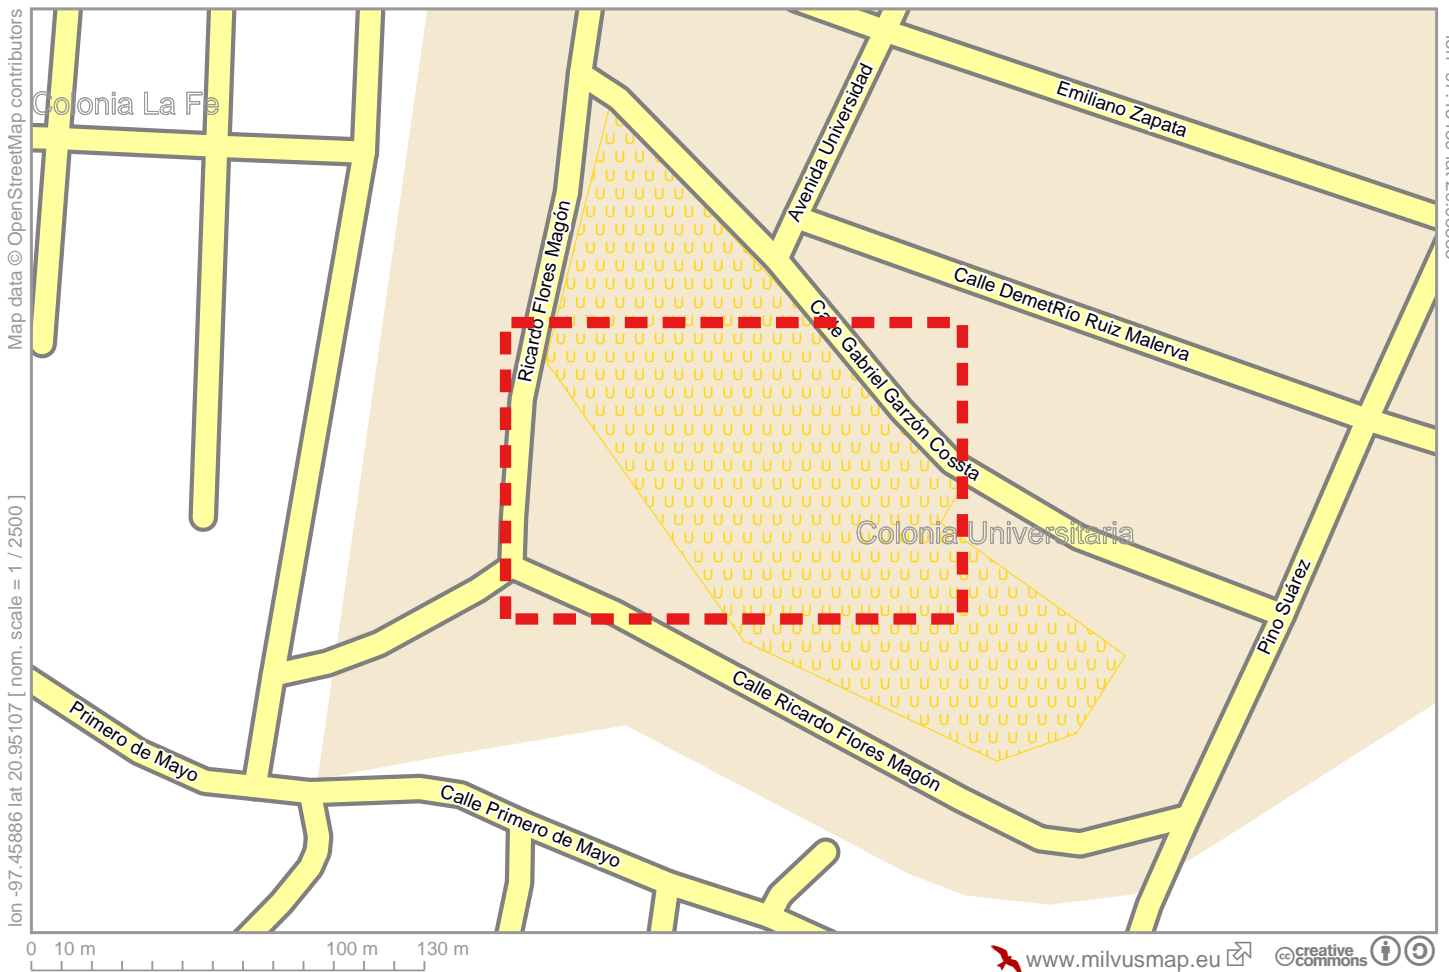 Map data © OpenStreetMap contributors
lon -97.45886 lat 20.95107 [ nom. scale = 1 / 2500 ]
Colonia La Fe
Emiliano Zapata
Avenida Universidad
Ricardo Flores Magón
Calle DemetRío Ruiz Malerva
Calle Gabriel Garzón Cossta
Colonia Universitaria
Pino Suárez
Calle Ricardo Flores Magón
Primero de Mayo
Calle Primero de Mayo
0 10 m 100 m 130 m
www.milvusmap.eu
cc creative commons